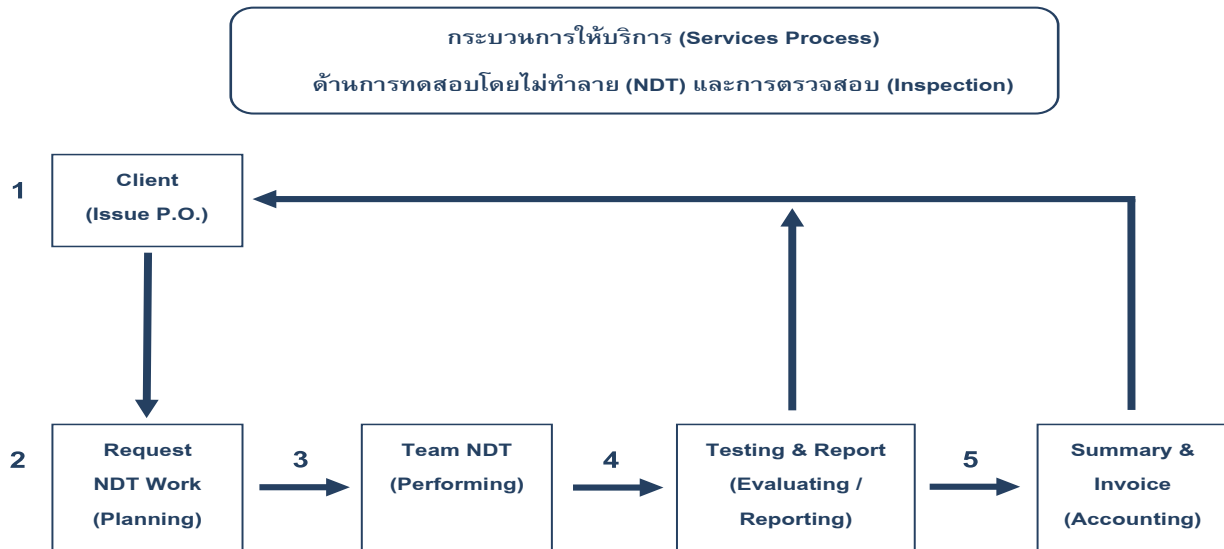 กระบวนการให้บริการ (Services Process)
ด้านการทดสอบโดยไม่ทำลาย (NDT) และการตรวจสอบ (Inspection)
1
Client
(Issue P.O.)
2
Request
NDT Work
(Planning)
3
Team NDT
(Performing)
4
Testing & Report
(Evaluating /
Reporting)
5
Summary &
Invoice
(Accounting)